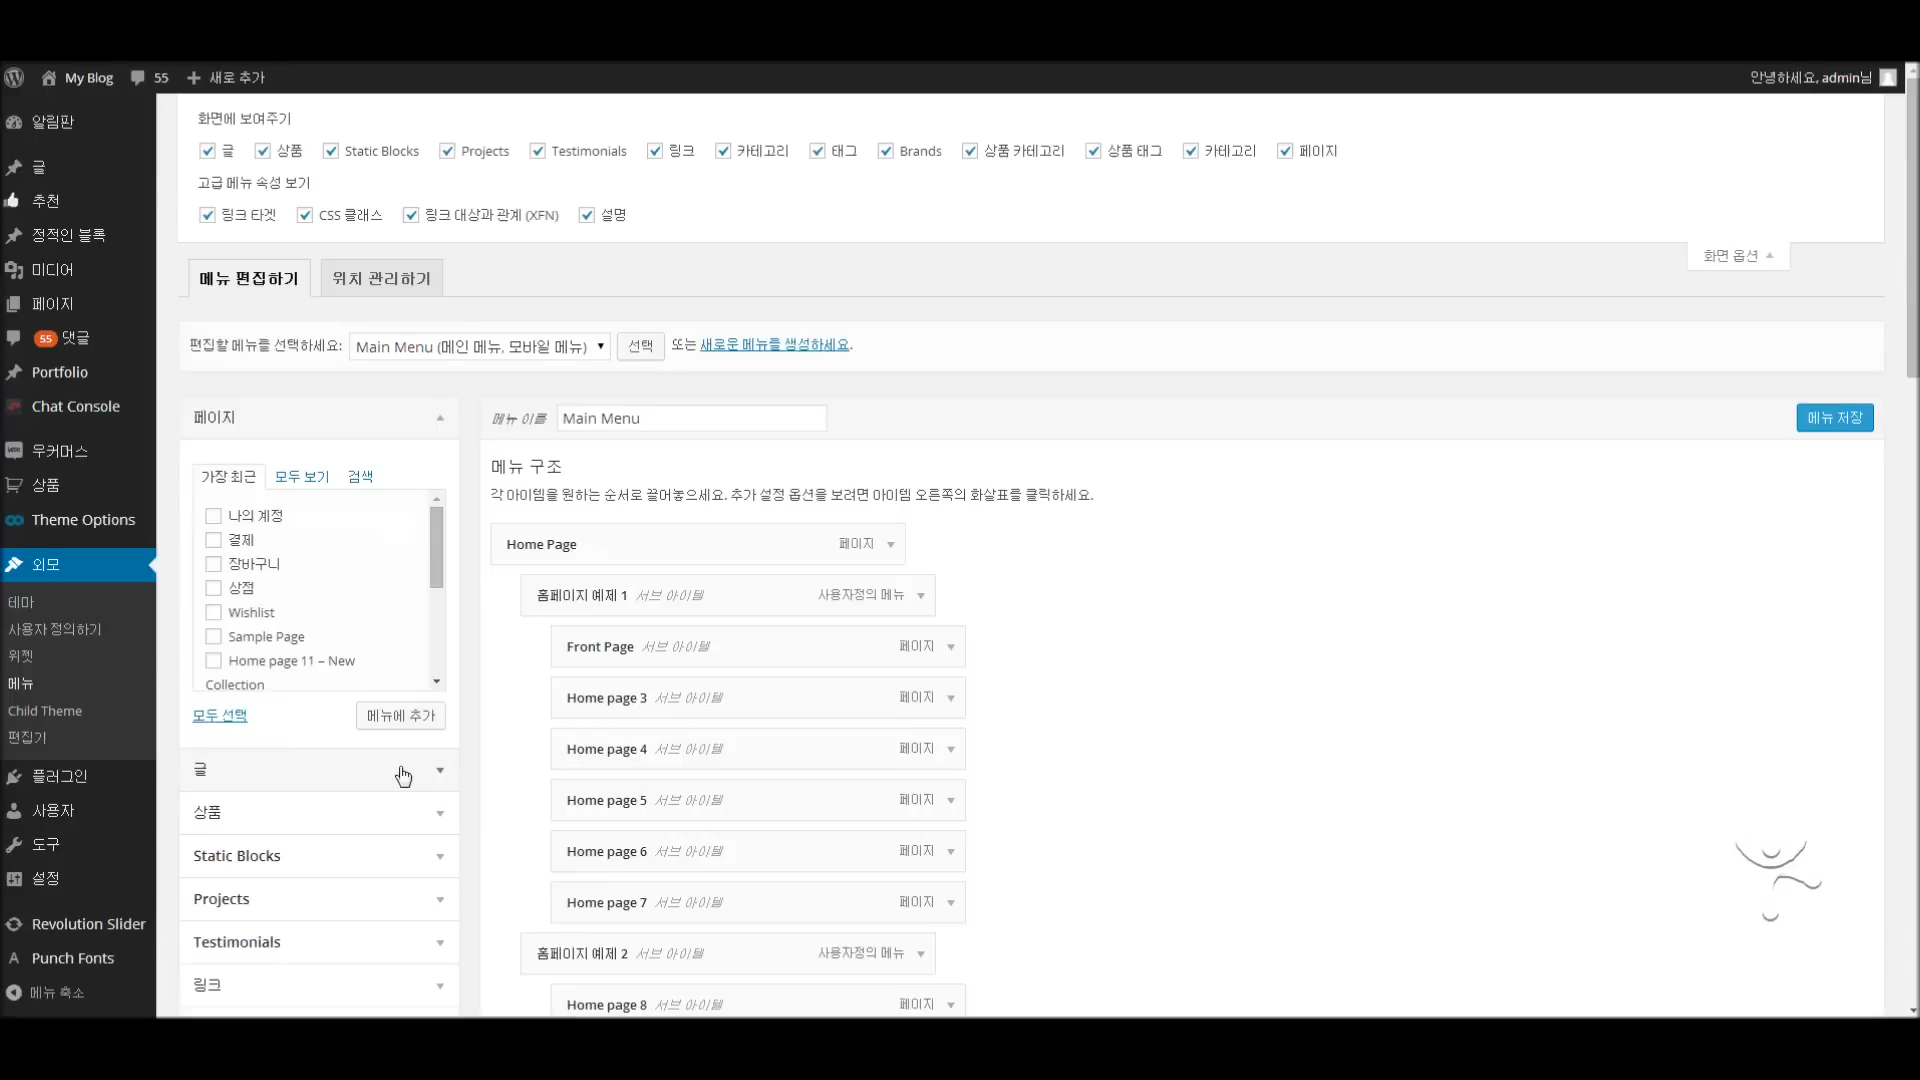 My Blog 55 새로 추가 안녕하세요, admin님
알림판
글
추천
정적인 블록
미디어
페이지
55 댓글
Portfolio
Chat Console
우커머스
상품
Theme Options
외모
테마
사용자 정의하기
위젯
메뉴
Child Theme
편집기
플러그인
사용자
도구
설정
Revolution Slider
Punch Fonts
메뉴 축소
화면에 보여주기
글 상품 Static Blocks Projects Testimonials 링크 카테고리 태그 Brands 상품 카테고리 상품 태그 카테고리 페이지
고급 메뉴 속성 보기
링크 타겟 CSS 클래스 링크 대상과 관계 (XFN) 설명
화면 옵션
메뉴 편집하기 위치 관리하기
편집할 메뉴를 선택하세요: Main Menu (메인 메뉴, 모바일 메뉴) 선택 또는 새로운 메뉴를 생성하세요.
페이지
가장 최근 모두 보기 검색
나의 계정
결제
장바구니
상점
Wishlist
Sample Page
Home page 11 – New
Collection
모두 선택 메뉴에 추가
글
상품
Static Blocks
Projects
Testimonials
링크
메뉴 이름 Main Menu 메뉴 저장
메뉴 구조
각 아이템을 원하는 순서로 끌어놓으세요. 추가 설정 옵션을 보려면 아이템 오른쪽의 화살표를 클릭하세요.
Home Page 페이지
홈페이지 예제 1 서브 아이템 사용자정의 메뉴
Front Page 서브 아이템 페이지
Home page 3 서브 아이템 페이지
Home page 4 서브 아이템 페이지
Home page 5 서브 아이템 페이지
Home page 6 서브 아이템 페이지
Home page 7 서브 아이템 페이지
홈페이지 예제 2 서브 아이템 사용자정의 메뉴
Home page 8 서브 아이템 페이지